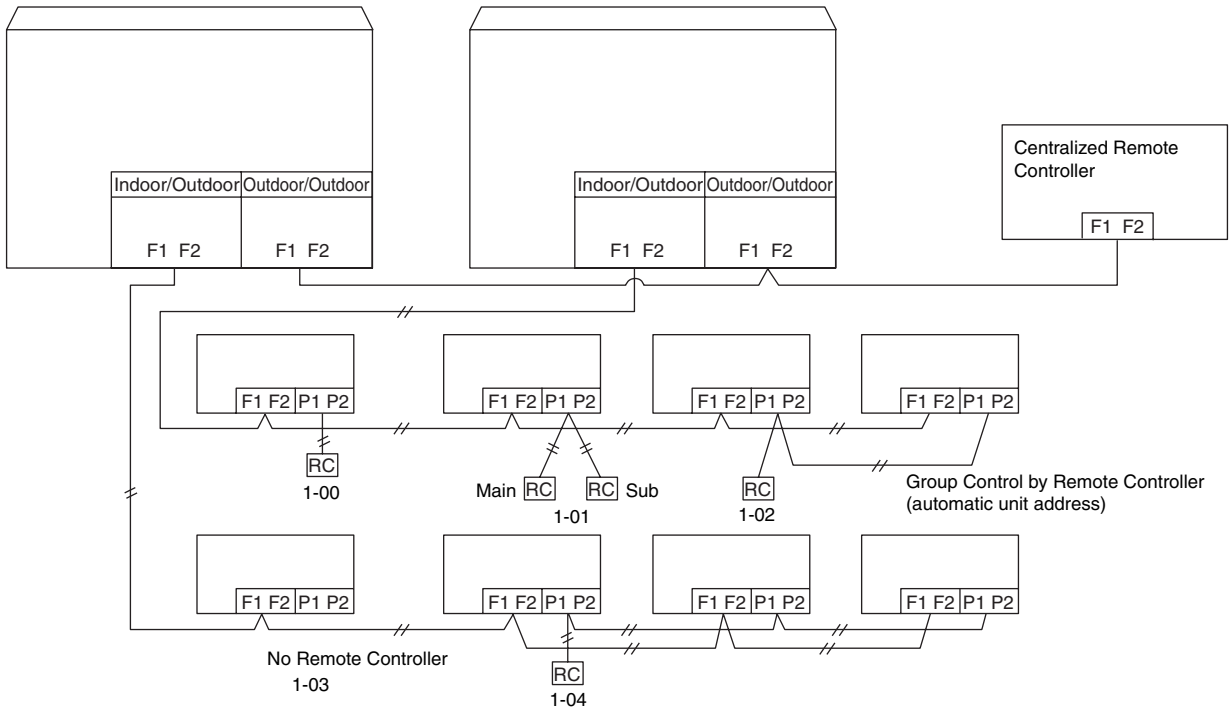 Centralized Remote
Controller
Indoor/Outdoor Outdoor/Outdoor
Indoor/Outdoor Outdoor/Outdoor
F1 F2
F1 F2 F1 F2
F1 F2 F1 F2
F1 F2 P1 P2
F1 F2 P1 P2
F1 F2 P1 P2
F1 F2 P1 P2
RC
1-00
Main RC RC Sub
1-01
RC
1-02
Group Control by Remote Controller
(automatic unit address)
F1 F2 P1 P2
F1 F2 P1 P2
F1 F2 P1 P2
F1 F2 P1 P2
No Remote Controller
1-03
RC
1-04